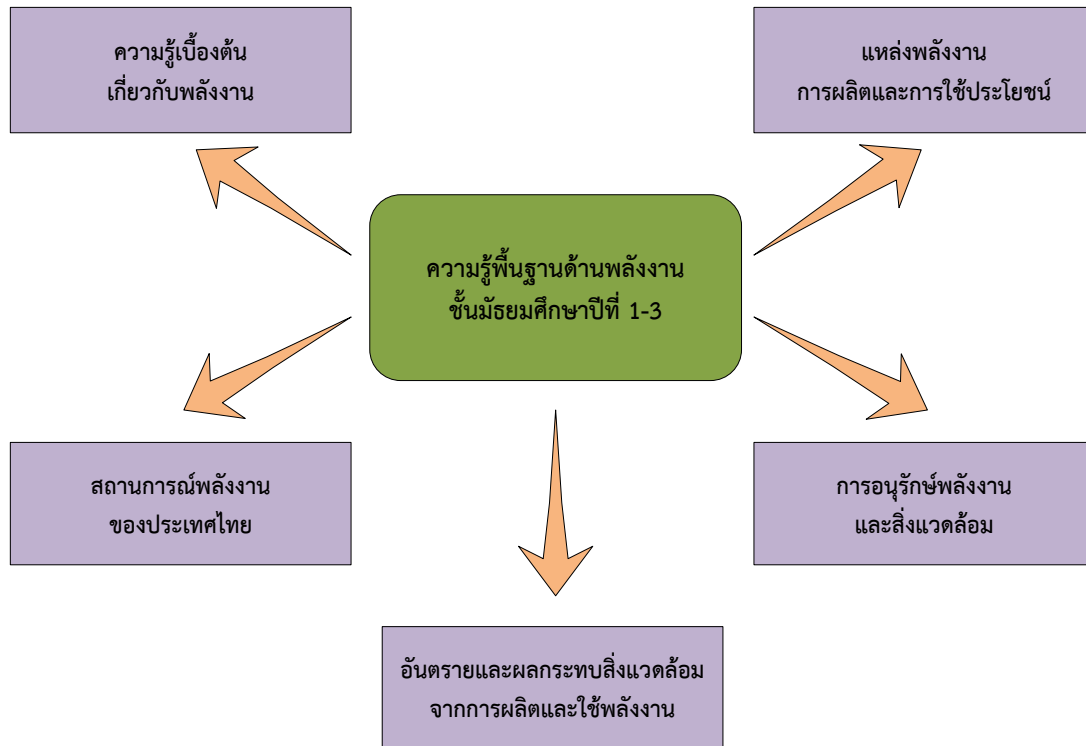 ความรู้เบื้องต้น
เกี่ยวกับพลังงาน
แหล่งพลังงาน
การผลิตและการใช้ประโยชน์
ความรู้พื้นฐานด้านพลังงาน
ชั้นมัธยมศึกษาปีที่ 1-3
สถานการณ์พลังงาน
ของประเทศไทย
การอนุรักษ์พลังงาน
และสิ่งแวดล้อม
อันตรายและผลกระทบสิ่งแวดล้อม
จากการผลิตและใช้พลังงาน